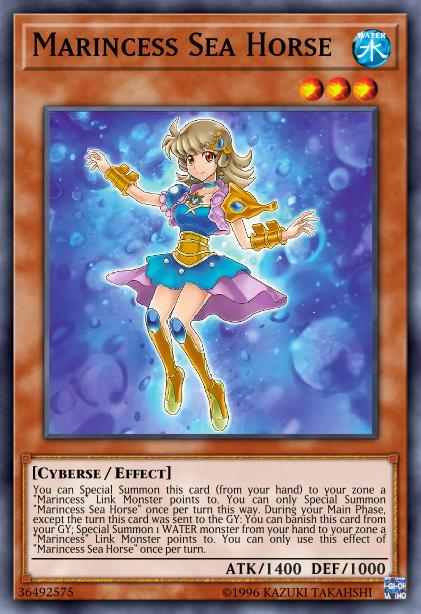 MARINCESS SEA HORSE
WATER
水
[CYBERSE / EFFECT]
You can Special Summon this card (from your hand) to your zone a
"Marincess" Link Monster points to. You can only Special Summon
"Marincess Sea Horse" once per turn this way. During your Main Phase,
except the turn this card was sent to the GY: You can banish this card from
your GY; Special Summon 1 WATER monster from your hand to your zone a
"Marincess" Link Monster points to. You can only use this effect of
"Marincess Sea Horse" once per turn.
ATK/1400 DEF/1000
36492575
©1996 KAZUKI TAKAHSHI